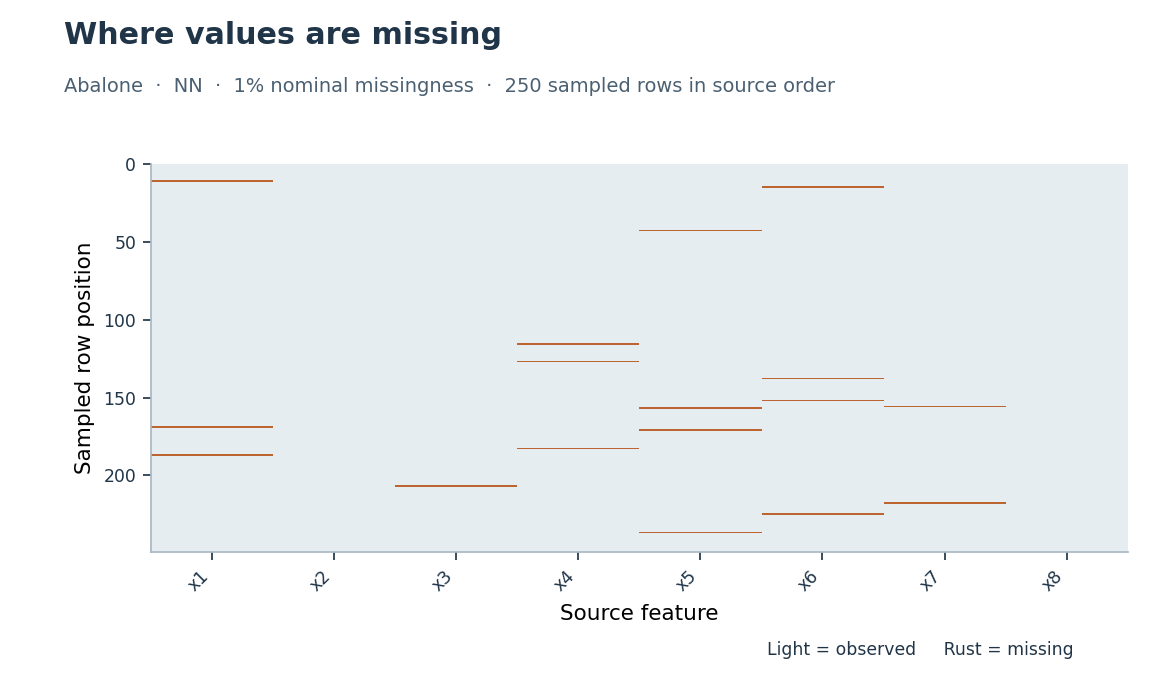 Where values are missing
Abalone · NN · 1% nominal missingness · 250 sampled rows in source order
0
50
100
150
200
Sampled row position
x1 x2 x3 x4 x5 x6 x7 x8
Source feature
Light = observed Rust = missing